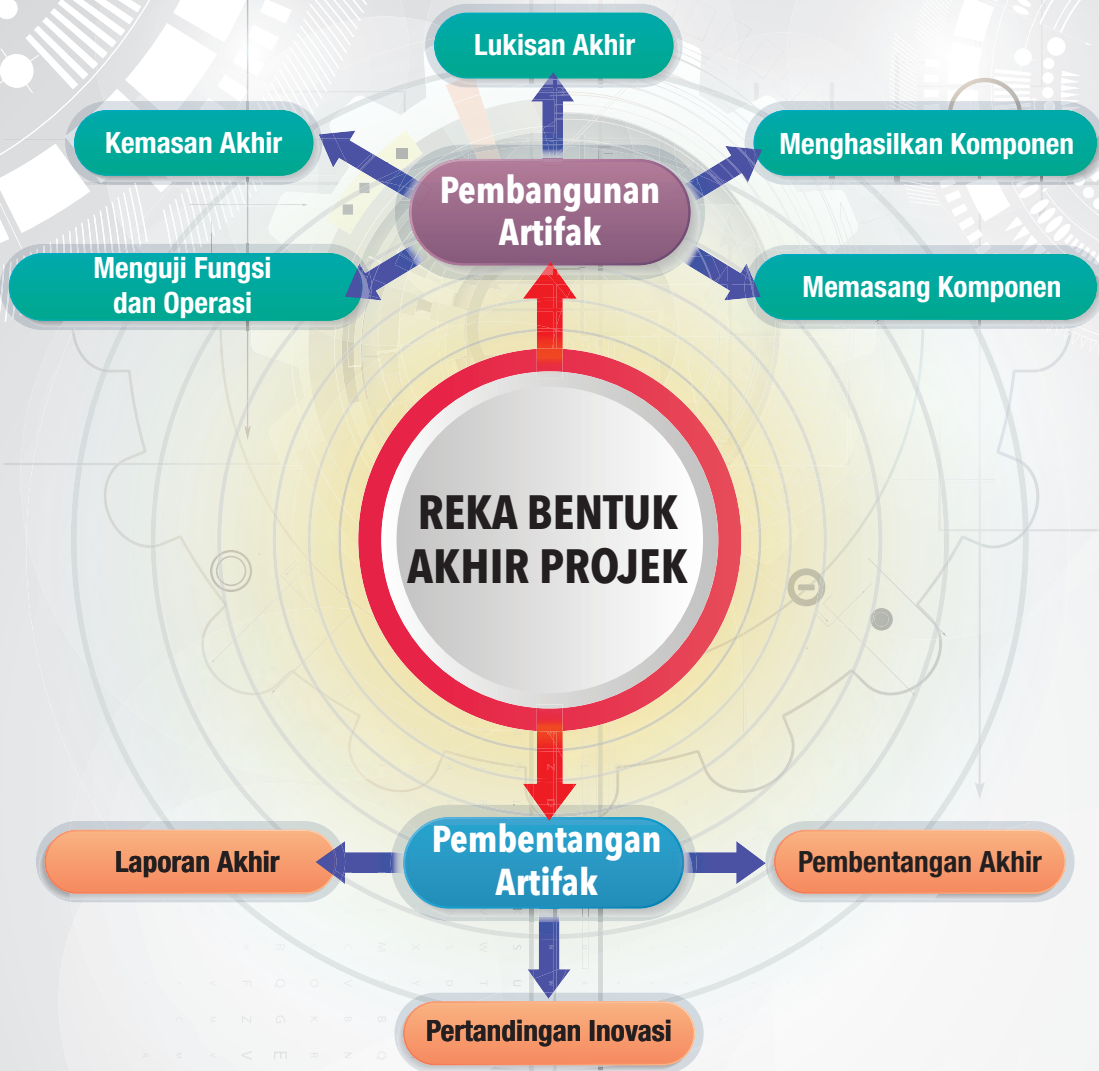 Lukisan Akhir
Kemasan Akhir
Menghasilkan Komponen
Pembangunan
Artifak
Menguji Fungsi
dan Operasi
Memasang Komponen
REKA BENTUK
AKHIR PROJEK
Pembentangan
Artifak
Laporan Akhir
Pembentangan Akhir
Pertandingan Inovasi